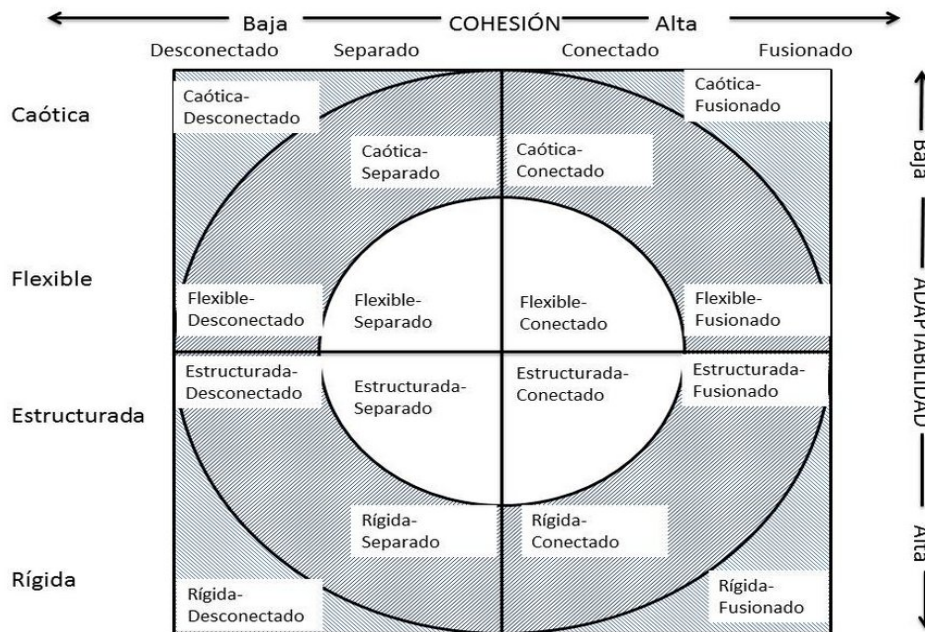 Baja COHESIÓN Alta
Desconectado Separado Conectado Fusionado
Caótica
Caótica-
Desconectado
Caótica-
Fusionado
Caótica-
Separado
Caótica-
Conectado
Flexible
Flexible-
Desconectado
Flexible-
Separado
Flexible-
Conectado
Flexible-
Fusionado
Estructurada
Estructurada-
Desconectado
Estructurada-
Separado
Estructurada-
Conectado
Estructurada-
Fusionado
Rígida-
Separado
Rígida-
Conectado
Rígida
Rígida-
Desconectado
Rígida-
Fusionado
Baja
ADAPTABILIDAD
Alta